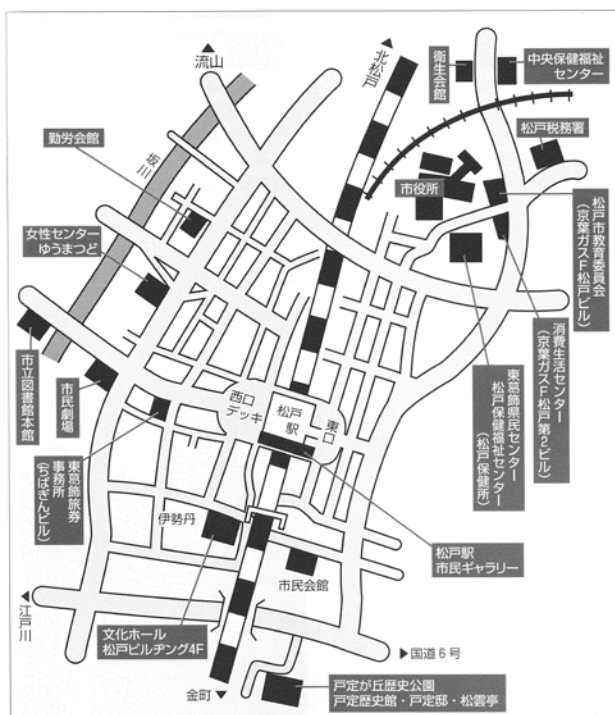 流山
北松戸
衛生会館
中央保健福祉
センター
勤労会館
坂川
松戸税務署
市役所
女性センター
ゆうまつど
松戸市教育委員会
(京葉ガスF松戸ビル)
消費生活センター
(京葉ガスF松戸第2ビル)
東葛飾県民センター
松戸保健福祉センター
(松戸保健所)
市立図書館本館
市民劇場
西口
デッキ
松戸
駅
東口
東葛飾旅券
事務所
(ちばぎんビル)
伊勢丹
松戸駅
市民ギャラリー
市民会館
江戸川
文化ホール
松戸ビルヂング4F
国道6号
金町
戸定が丘歴史公園
戸定歴史館・戸定邸・松雲亭